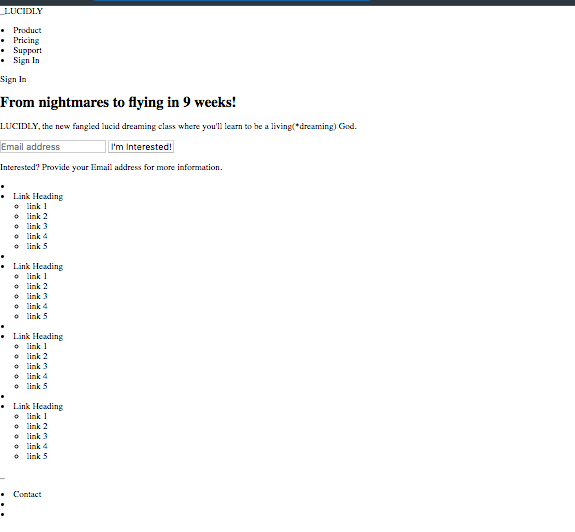 _LUCIDLY
Product
Pricing
Support
Sign In
Sign In
From nightmares to flying in 9 weeks!
LUCIDLY, the new fangled lucid dreaming class where you'll learn to be a living(*dreaming) God.
Email address I'm Interested!
Interested? Provide your Email address for more information.
Link Heading
link 1
link 2
link 3
link 4
link 5
Link Heading
link 1
link 2
link 3
link 4
link 5
Link Heading
link 1
link 2
link 3
link 4
link 5
Link Heading
link 1
link 2
link 3
link 4
link 5
_
Contact